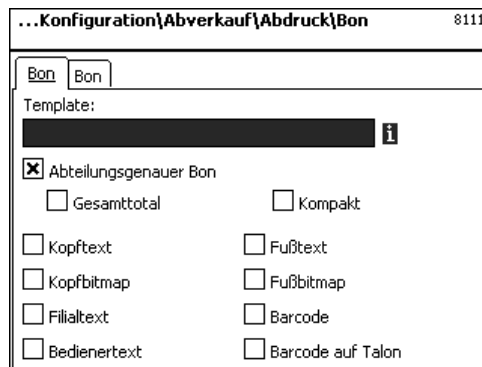 ...Konfiguration\Abverkauf\Abdruck\Bon 8111
Bon Bon
Template:
i
Abteilungsgenauer Bon
Gesamttotal Kompakt
Kopftext Fußtext
Kopfbitmap Fußbitmap
Filialtext Barcode
Bedienertext Barcode auf Talon